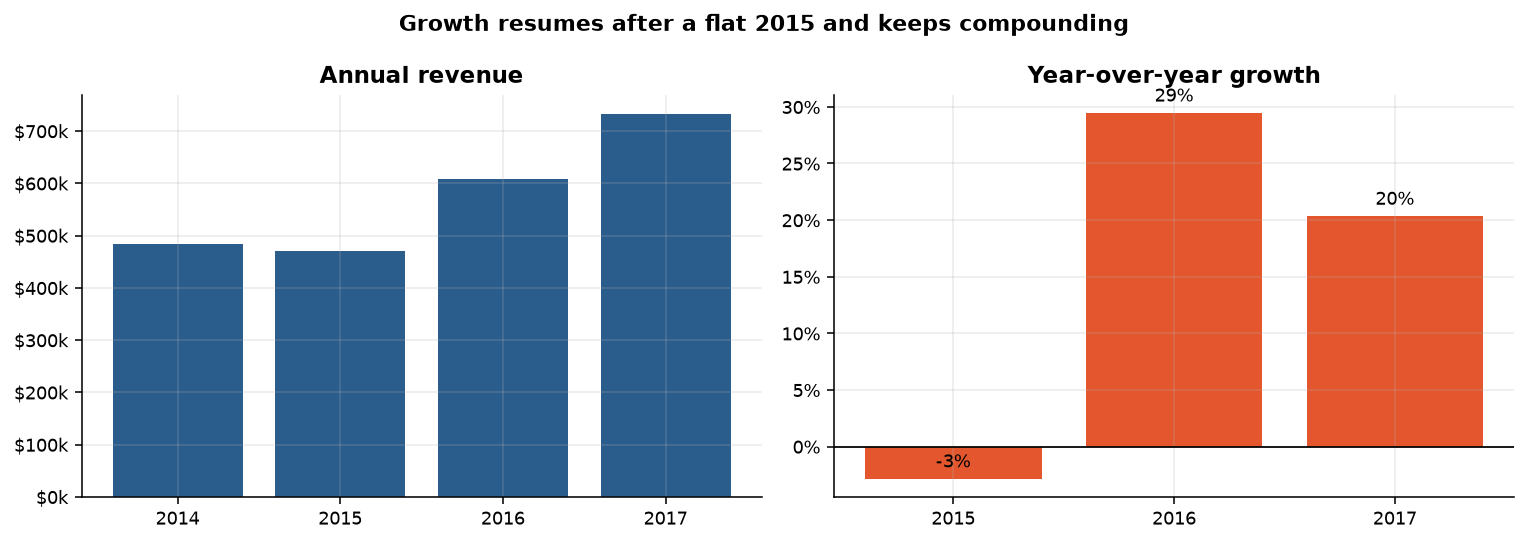 Growth resumes after a flat 2015 and keeps compounding
Annual revenue
$700k
$600k
$500k
$400k
$300k
$200k
$100k
$0k
2014 2015 2016 2017
Year-over-year growth
30%
25%
20%
15%
10%
5%
0%
-3%
29%
20%
2015 2016 2017